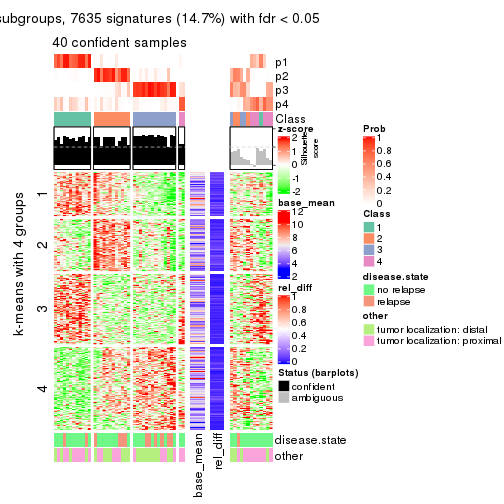 subgroups, 7635 signatures (14.7%) with fdr < 0.05
40 confident samples
p1
p2
p3
p4
Class
Silhouette
score
k-means with 4 groups
1
2
3
4
base_mean
rel_diff
disease.state
other
z-score
2
1
0
-1
-2
base_mean
12
10
8
6
4
2
rel_diff
1
0.8
0.6
0.4
0.2
0
Status (barplots)
confident
ambiguous
Prob
1
0.8
0.6
0.4
0.2
0
Class
1
2
3
4
disease.state
no relapse
relapse
other
tumor localization: distal
tumor localization: proximal